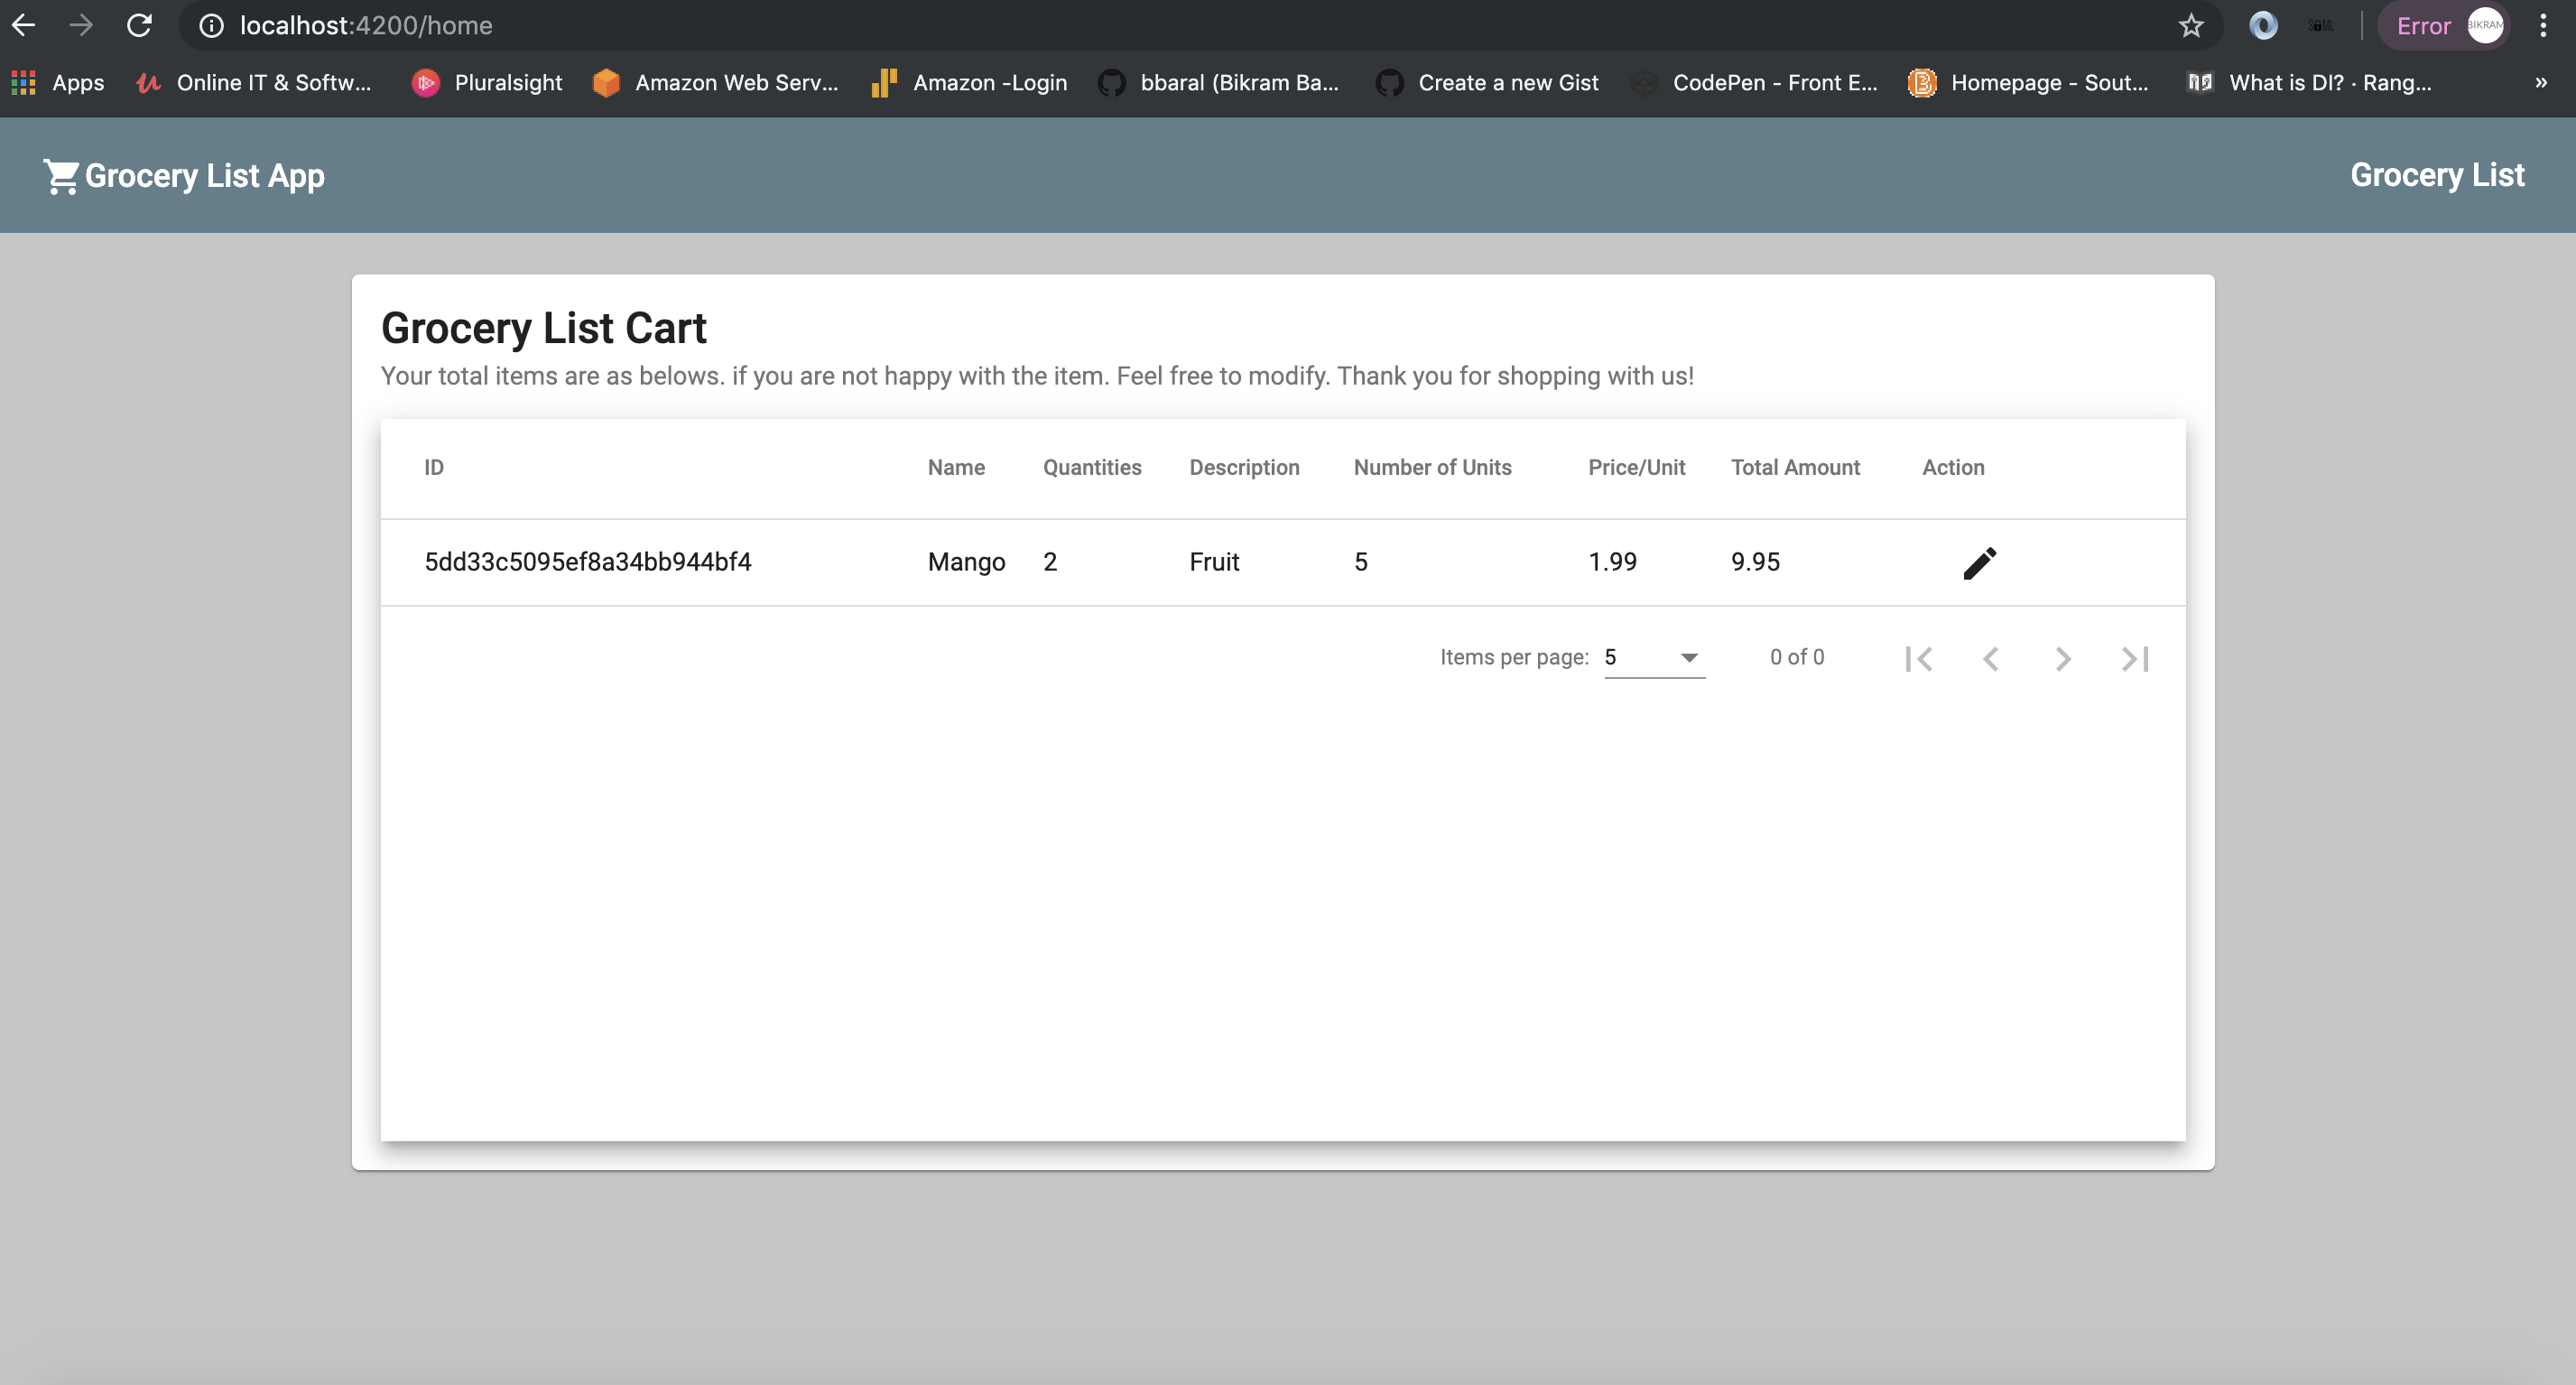 localhost:4200/home
Error BIKRAM
Apps Online IT & Softw... Pluralsight Amazon Web Serv... Amazon -Login bbaral (Bikram Ba... Create a new Gist CodePen - Front E... Homepage - Sout... What is DI? · Rang... »
Grocery List App Grocery List
Grocery List Cart
Your total items are as belows. if you are not happy with the item. Feel free to modify. Thank you for shopping with us!
ID Name Quantities Description Number of Units Price/Unit Total Amount Action
5dd33c5095ef8a34bb944bf4 Mango 2 Fruit 5 1.99 9.95
Items per page: 5 0 of 0